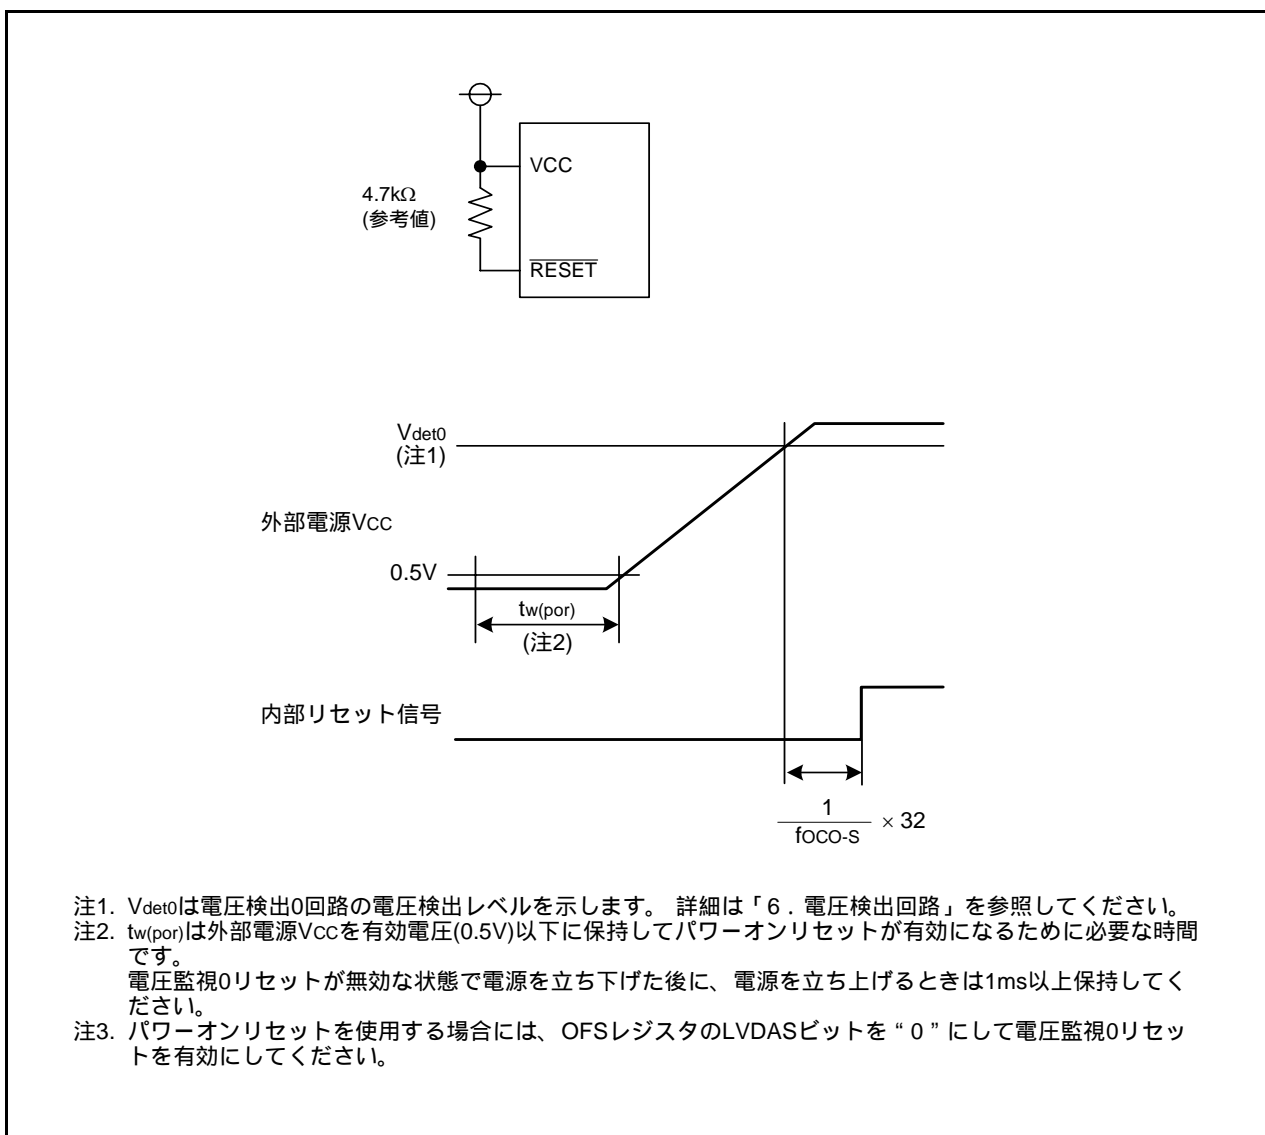 VCC
4.7kΩ
(参考値)
RESET
Vdet0
(注1)
外部電源VCC
0.5V
tw(por)
(注2)
内部リセット信号
1
fOCO-S
× 32
注1. Vdet0は電圧検出0回路の電圧検出レベルを示します。 詳細は「6．電圧検出回路」を参照してください。
注2. tw(por)は外部電源VCCを有効電圧(0.5V)以下に保持してパワーオンリセットが有効になるために必要な時間
です。
電圧監視0リセットが無効な状態で電源を立ち下げた後に、電源を立ち上げるときは1ms以上保持してく
ださい。
注3. パワーオンリセットを使用する場合には、OFSレジスタのLVDASビットを“0”にして電圧監視0リセッ
トを有効にしてください。